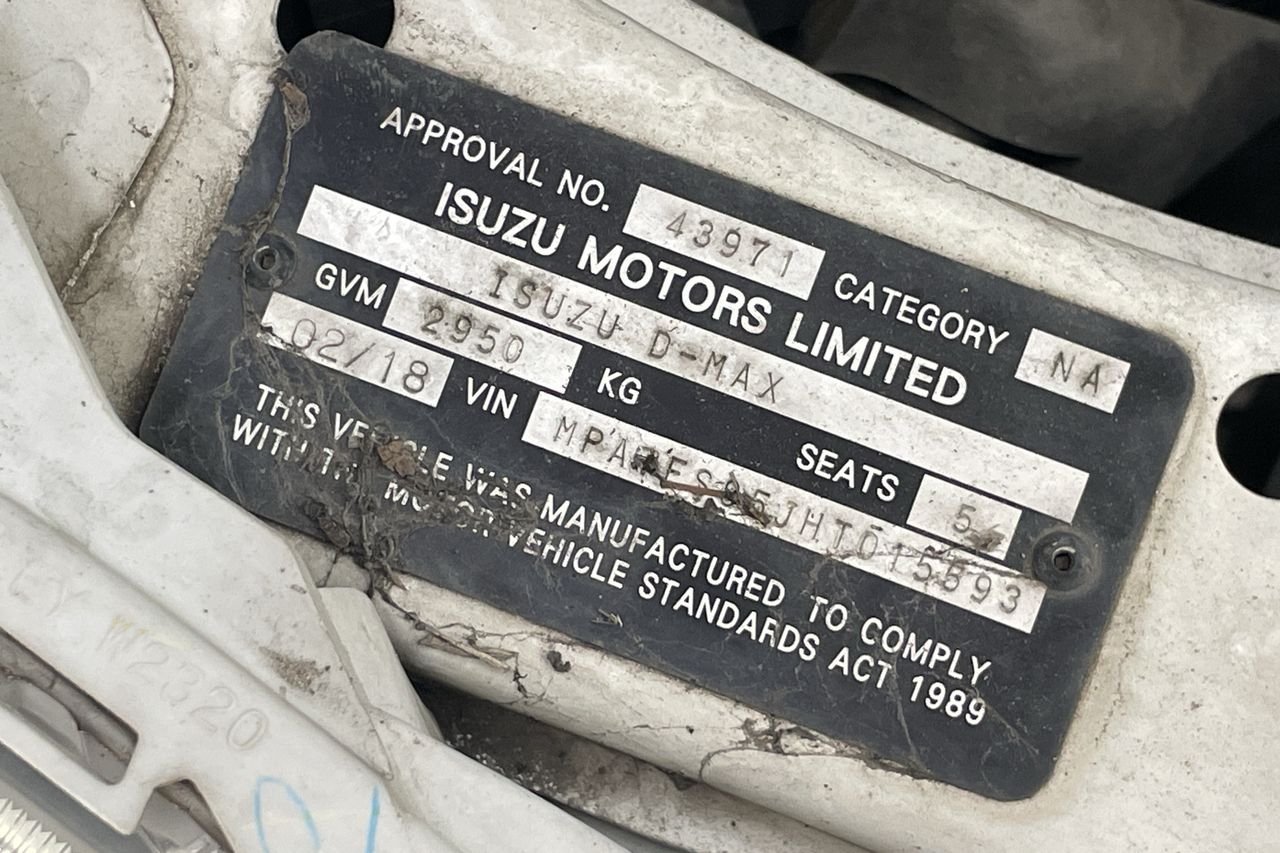 APPROVAL NO. 43971 CATEGORY NA
ISUZU MOTORS LIMITED
ISUZU D-MAX
GVM 2950 KG SEATS 5
02/18 VIN
THIS VEHICLE WAS MANUFACTURED TO COMPLY
WITH THE MOTOR VEHICLE STANDARDS ACT 1989